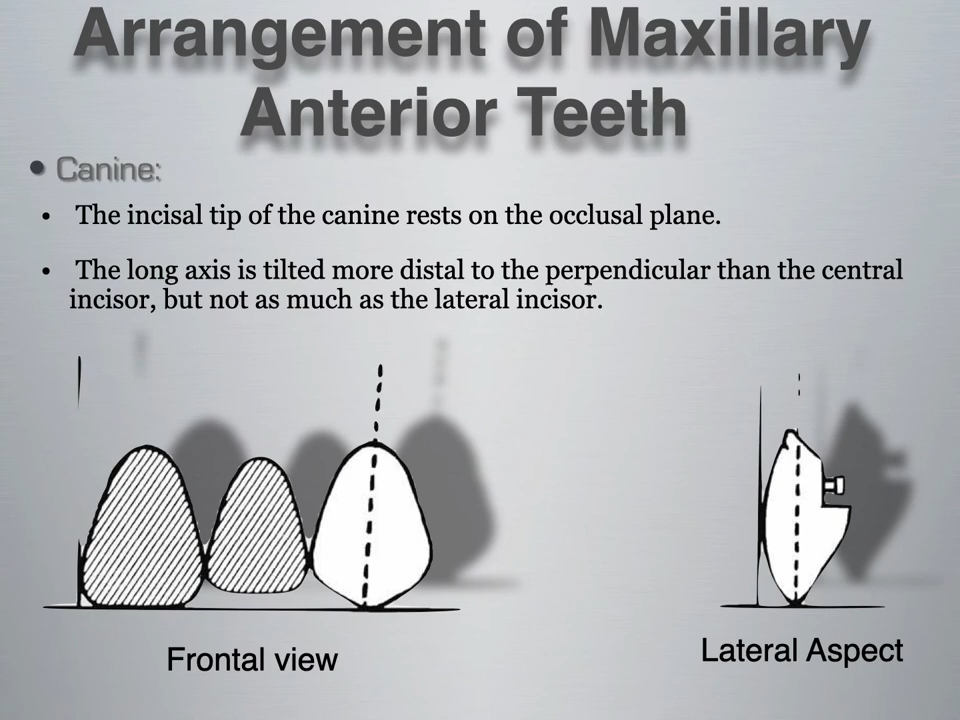 Arrangement of Maxillary
Anterior Teeth
• Canine:
• The incisal tip of the canine rests on the occlusal plane.
• The long axis is tilted more distal to the perpendicular than the central
incisor, but not as much as the lateral incisor.
Frontal view
Lateral Aspect